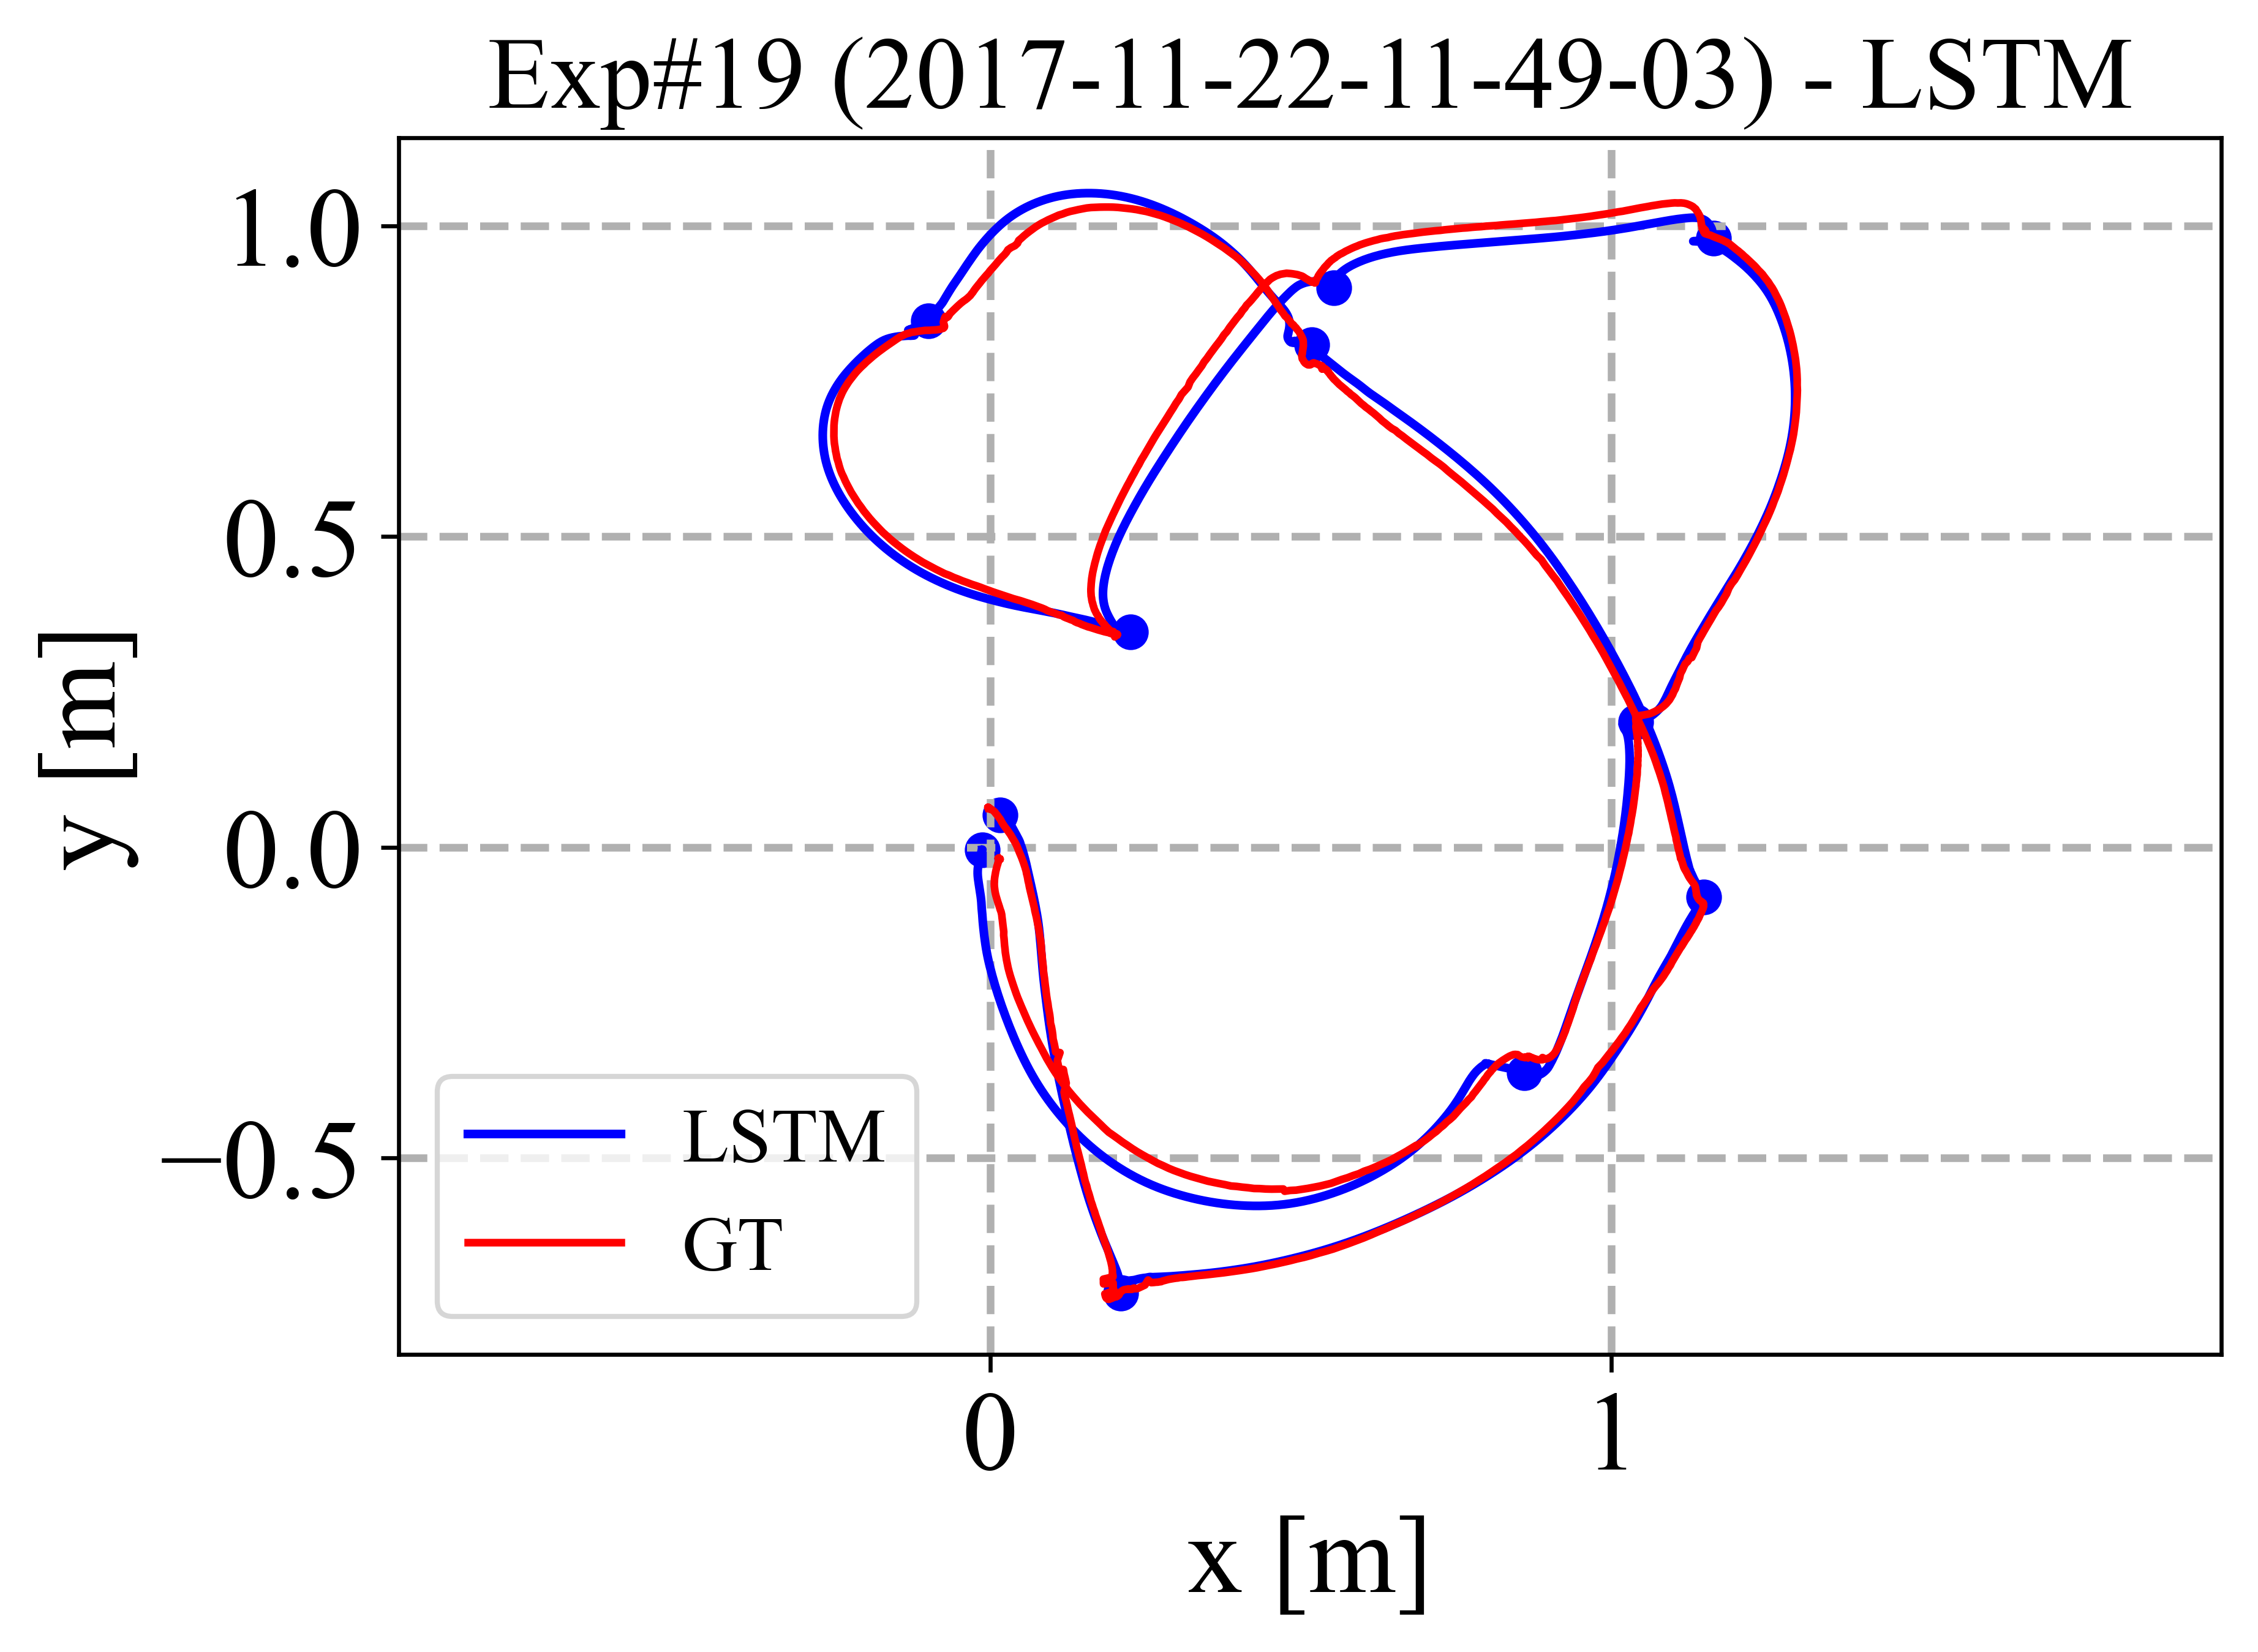 Exp#19 (2017-11-22-11-49-03) - LSTM
1.0
0.5
0.0
−0.5
y [m]
LSTM
GT
0
1
x [m]